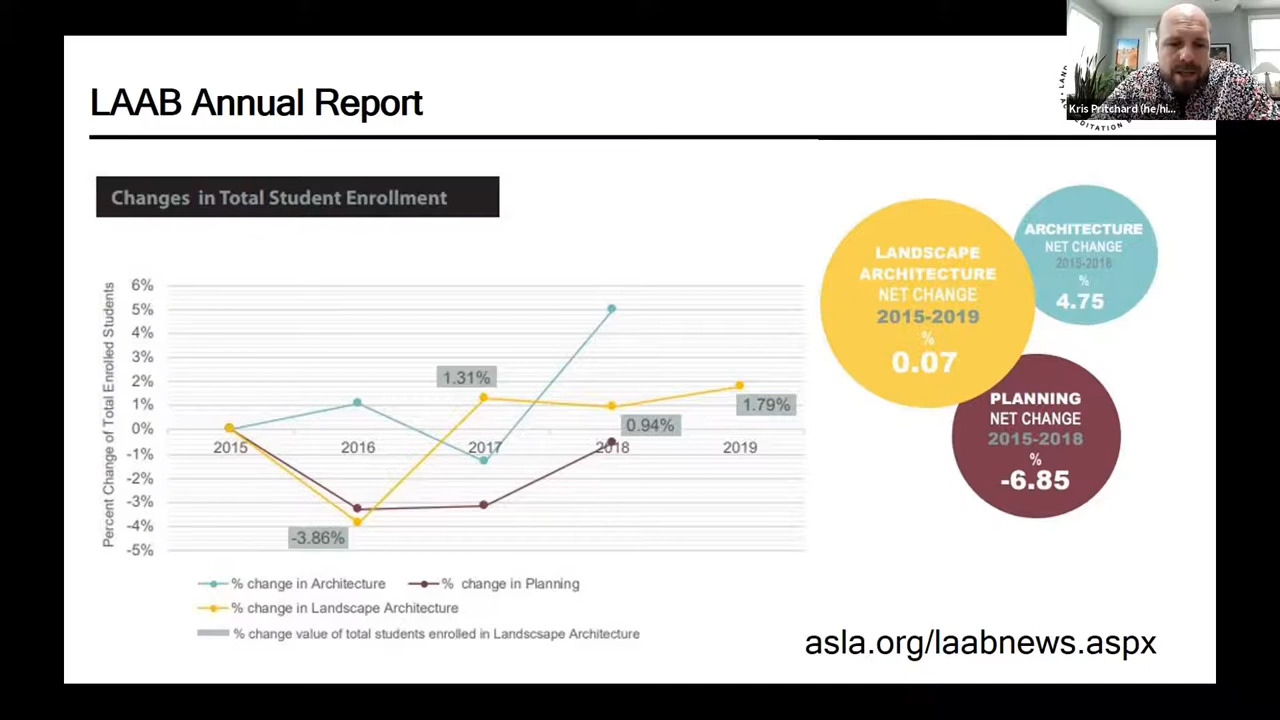 LAAB Annual Report
Kris Pritchard (he/hi...
Changes in Total Student Enrollment
Percent Change of Total Enrolled Students
6%
5%
4%
3%
2%
1%
0%
-1%
-2%
-3%
-4%
-5%
2015
2016
2017
2018
2019
-3.86%
1.31%
0.94%
1.79%
% change in Architecture
% change in Planning
% change in Landscape Architecture
% change value of total students enrolled in Landscsape Architecture
LANDSCAPE
ARCHITECTURE
NET CHANGE
2015-2019
%
0.07
ARCHITECTURE
NET CHANGE
2015-2018
%
4.75
PLANNING
NET CHANGE
2015-2018
%
-6.85
asla.org/laabnews.aspx